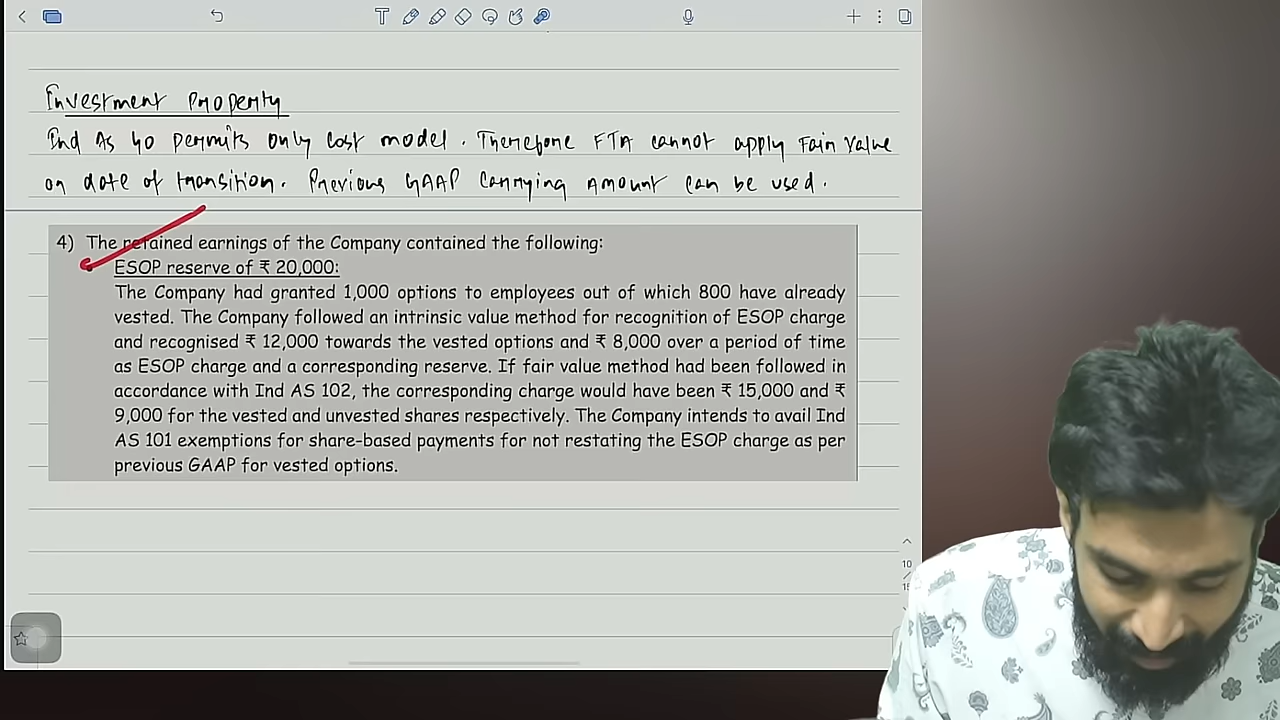 Investment Property
Ind As 40 permits only cost model. Therefore FTA cannot apply Fair Value
on date of transition. Previous GAAP Carrying Amount can be used.
4) The retained earnings of the Company contained the following:
• ESOP reserve of ₹ 20,000:
The Company had granted 1,000 options to employees out of which 800 have already
vested. The Company followed an intrinsic value method for recognition of ESOP charge
and recognised ₹ 12,000 towards the vested options and ₹ 8,000 over a period of time
as ESOP charge and a corresponding reserve. If fair value method had been followed in
accordance with Ind AS 102, the corresponding charge would have been ₹ 15,000 and ₹
9,000 for the vested and unvested shares respectively. The Company intends to avail Ind
AS 101 exemptions for share-based payments for not restating the ESOP charge as per
previous GAAP for vested options.
10